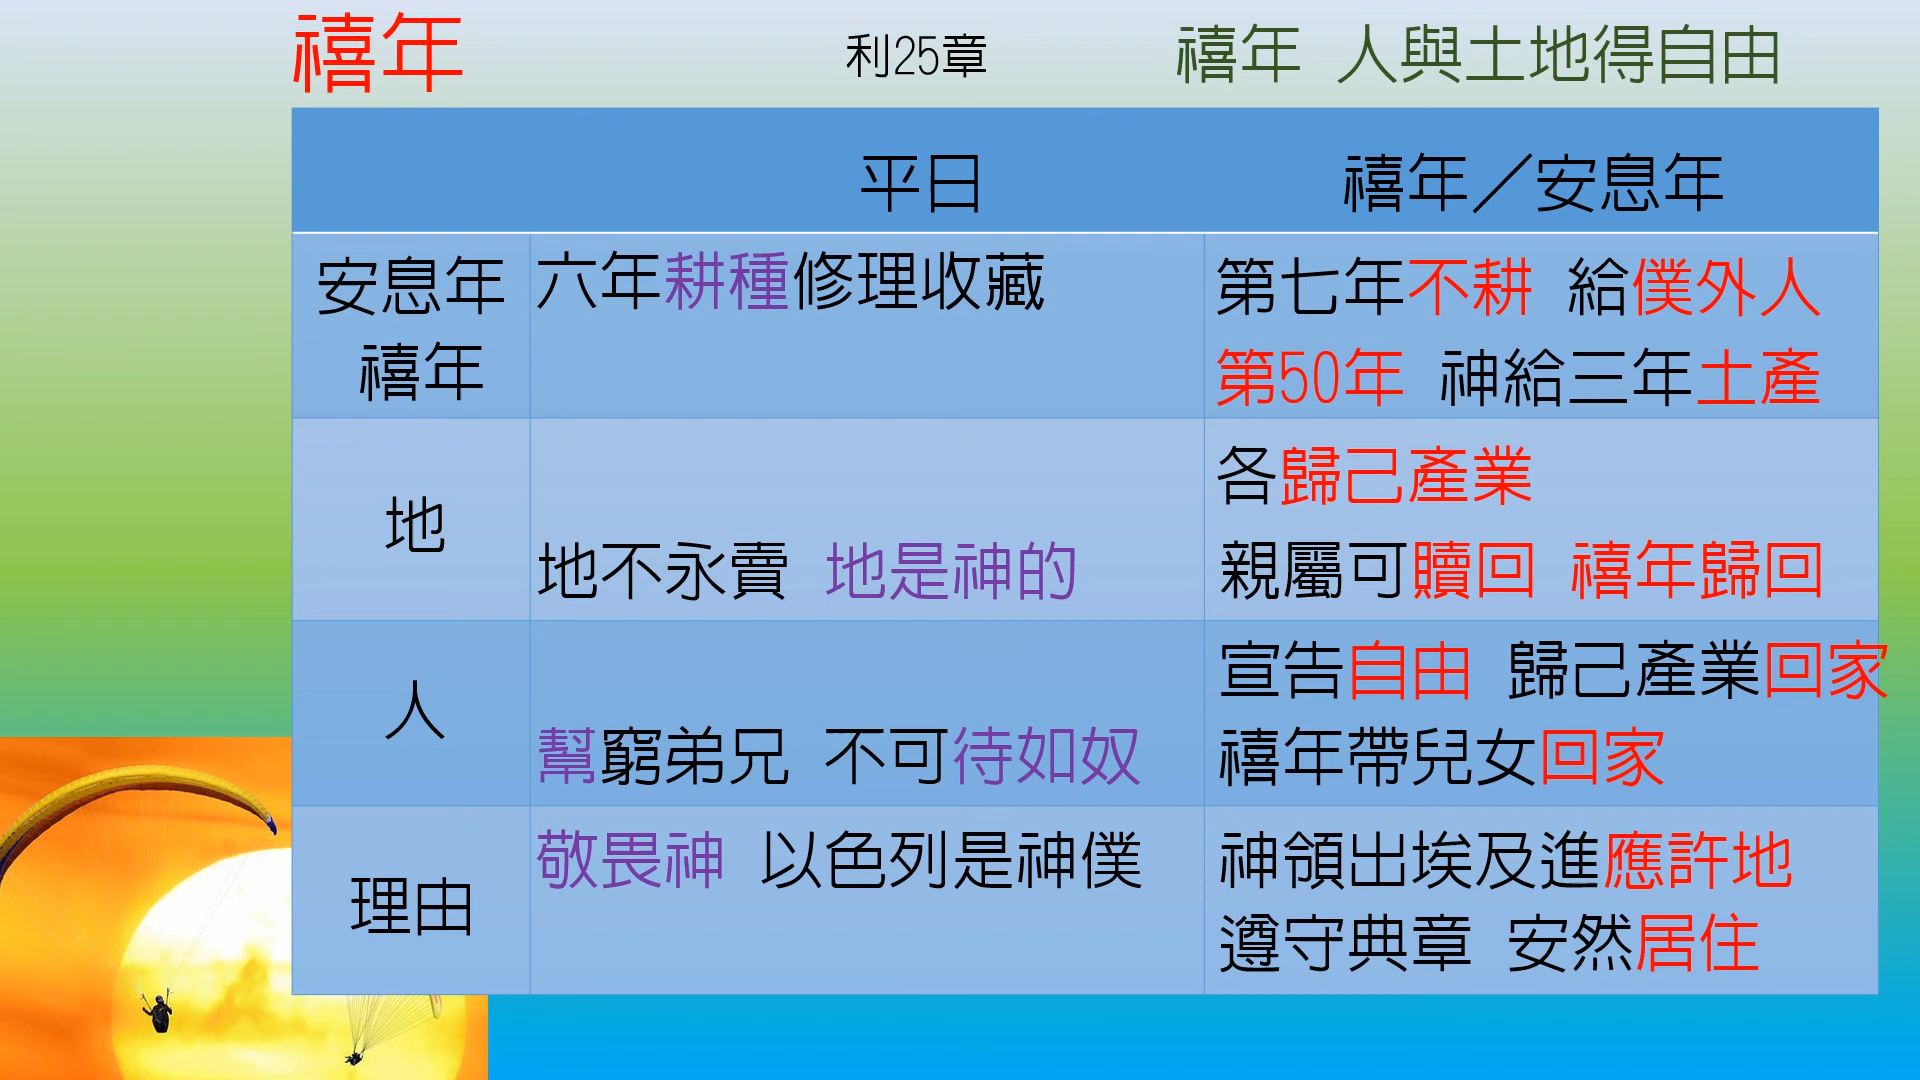 禧年 利25章 禧年 人與土地得自由
平日 禧年／安息年
安息年
禧年
六年耕種修理收藏
第七年不耕 給僕外人
第50年 神給三年土產
地
地不永賣 地是神的
各歸己產業
親屬可贖回 禧年歸回
人
幫窮弟兄 不可待如奴
宣告自由 歸己產業回家
禧年帶兒女回家
理由
敬畏神 以色列是神僕
神領出埃及進應許地
遵守典章 安然居住